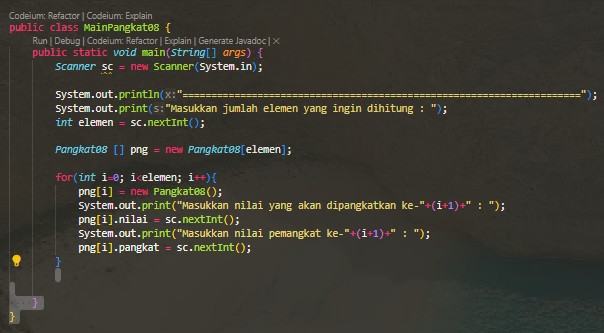 Codeium: Refactor | Codeium: Explain
public class MainPangkat08 {
Run | Debug | Codeium: Refactor | Explain | Generate Javadoc | ×
public static void main(String[] args) {
Scanner sc = new Scanner(System.in);
System.out.println(x:"======================================================================");
System.out.print(s:"Masukkan jumlah elemen yang ingin dihitung : ");
int elemen = sc.nextInt();
Pangkat08 [] png = new Pangkat08[elemen];
for(int i=0; i<elemen; i++){
png[i] = new Pangkat08();
System.out.print("Masukkan nilai yang akan dipangkatkan ke-"+(i+1)+" : ");
png[i].nilai = sc.nextInt();
System.out.print("Masukkan nilai pemangkat ke-"+(i+1)+" : ");
png[i].pangkat = sc.nextInt();
}
}
}